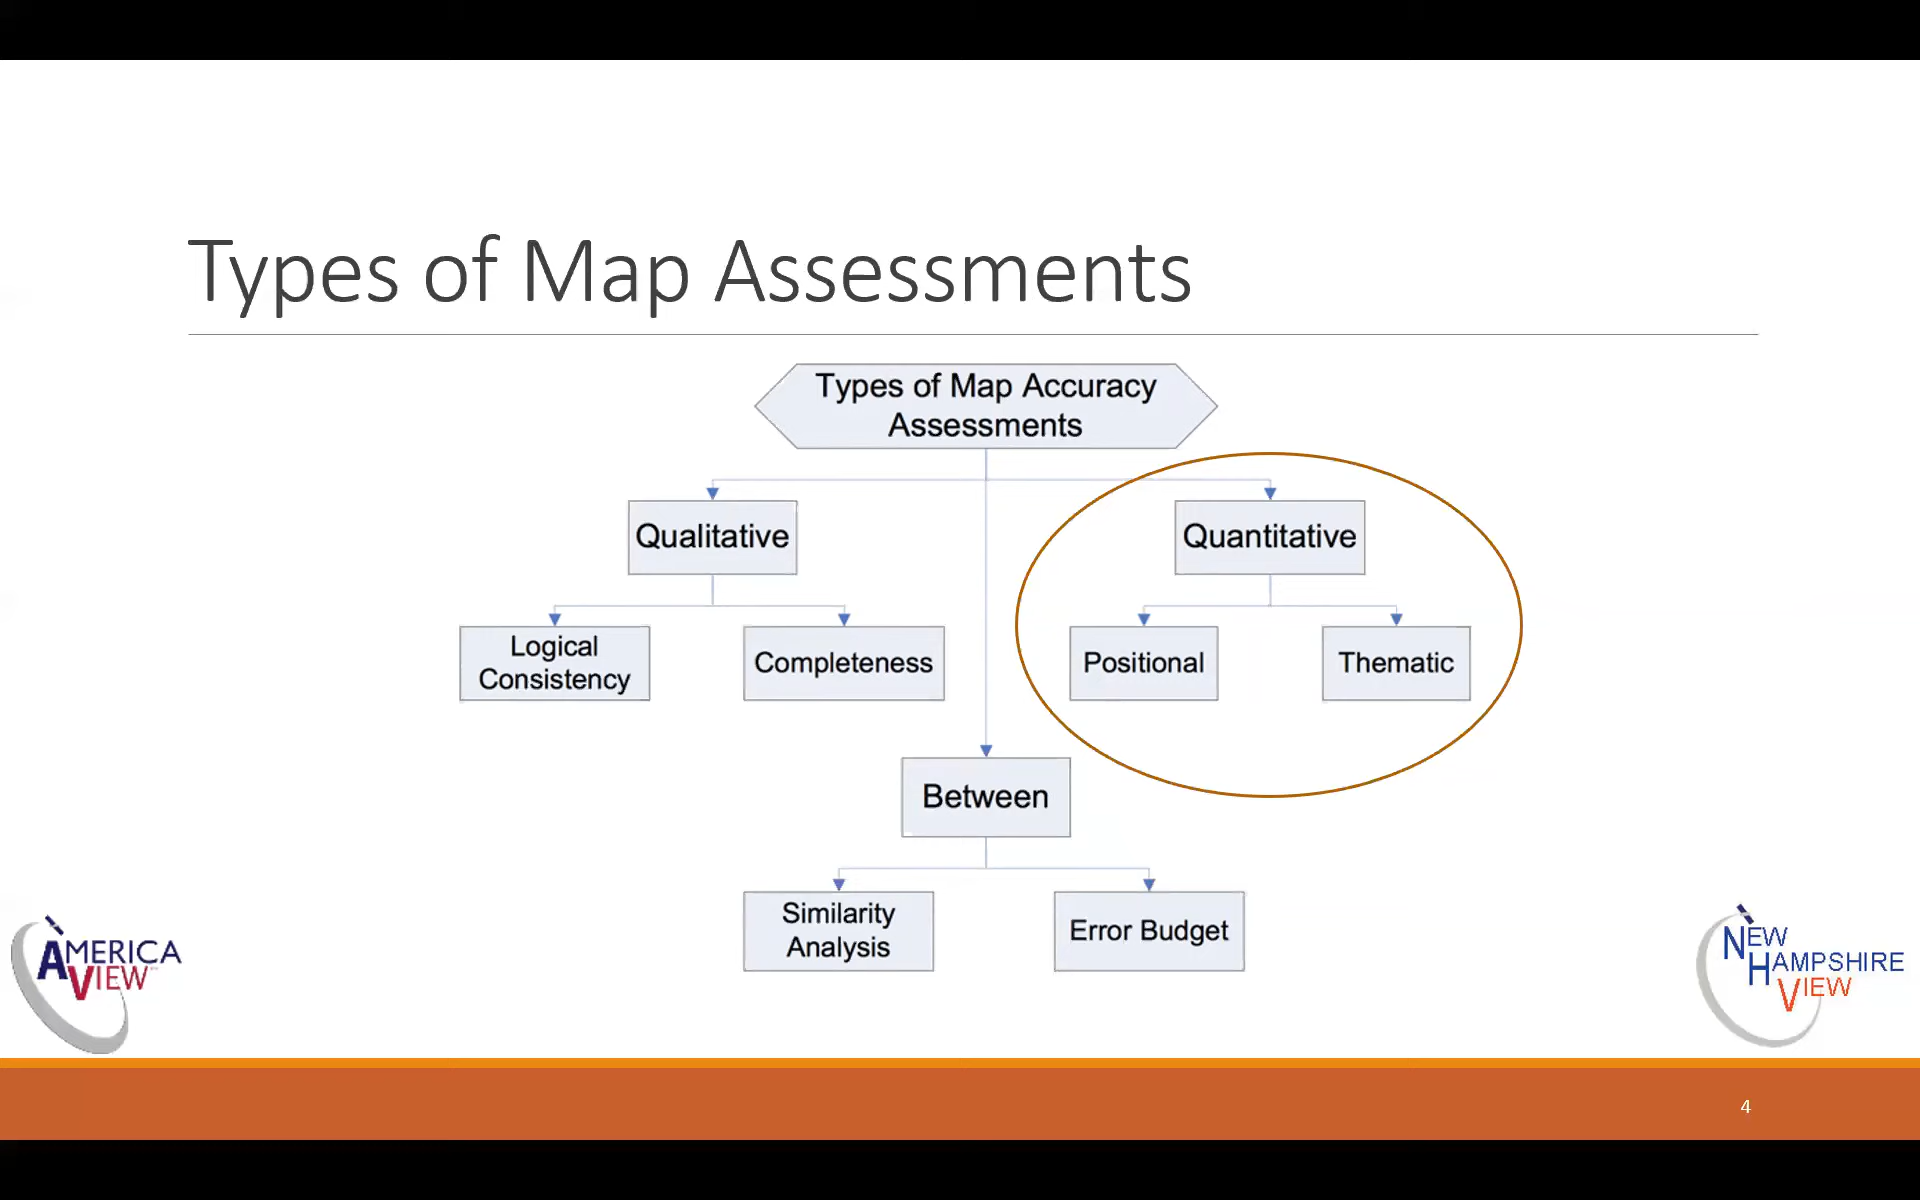 Types of Map Assessments
Types of Map Accuracy
Assessments
Qualitative
Quantitative
Logical
Consistency
Completeness
Positional
Thematic
Between
Similarity
Analysis
Error Budget
AMERICA
VIEW
NEW
HAMPSHIRE
VIEW
4